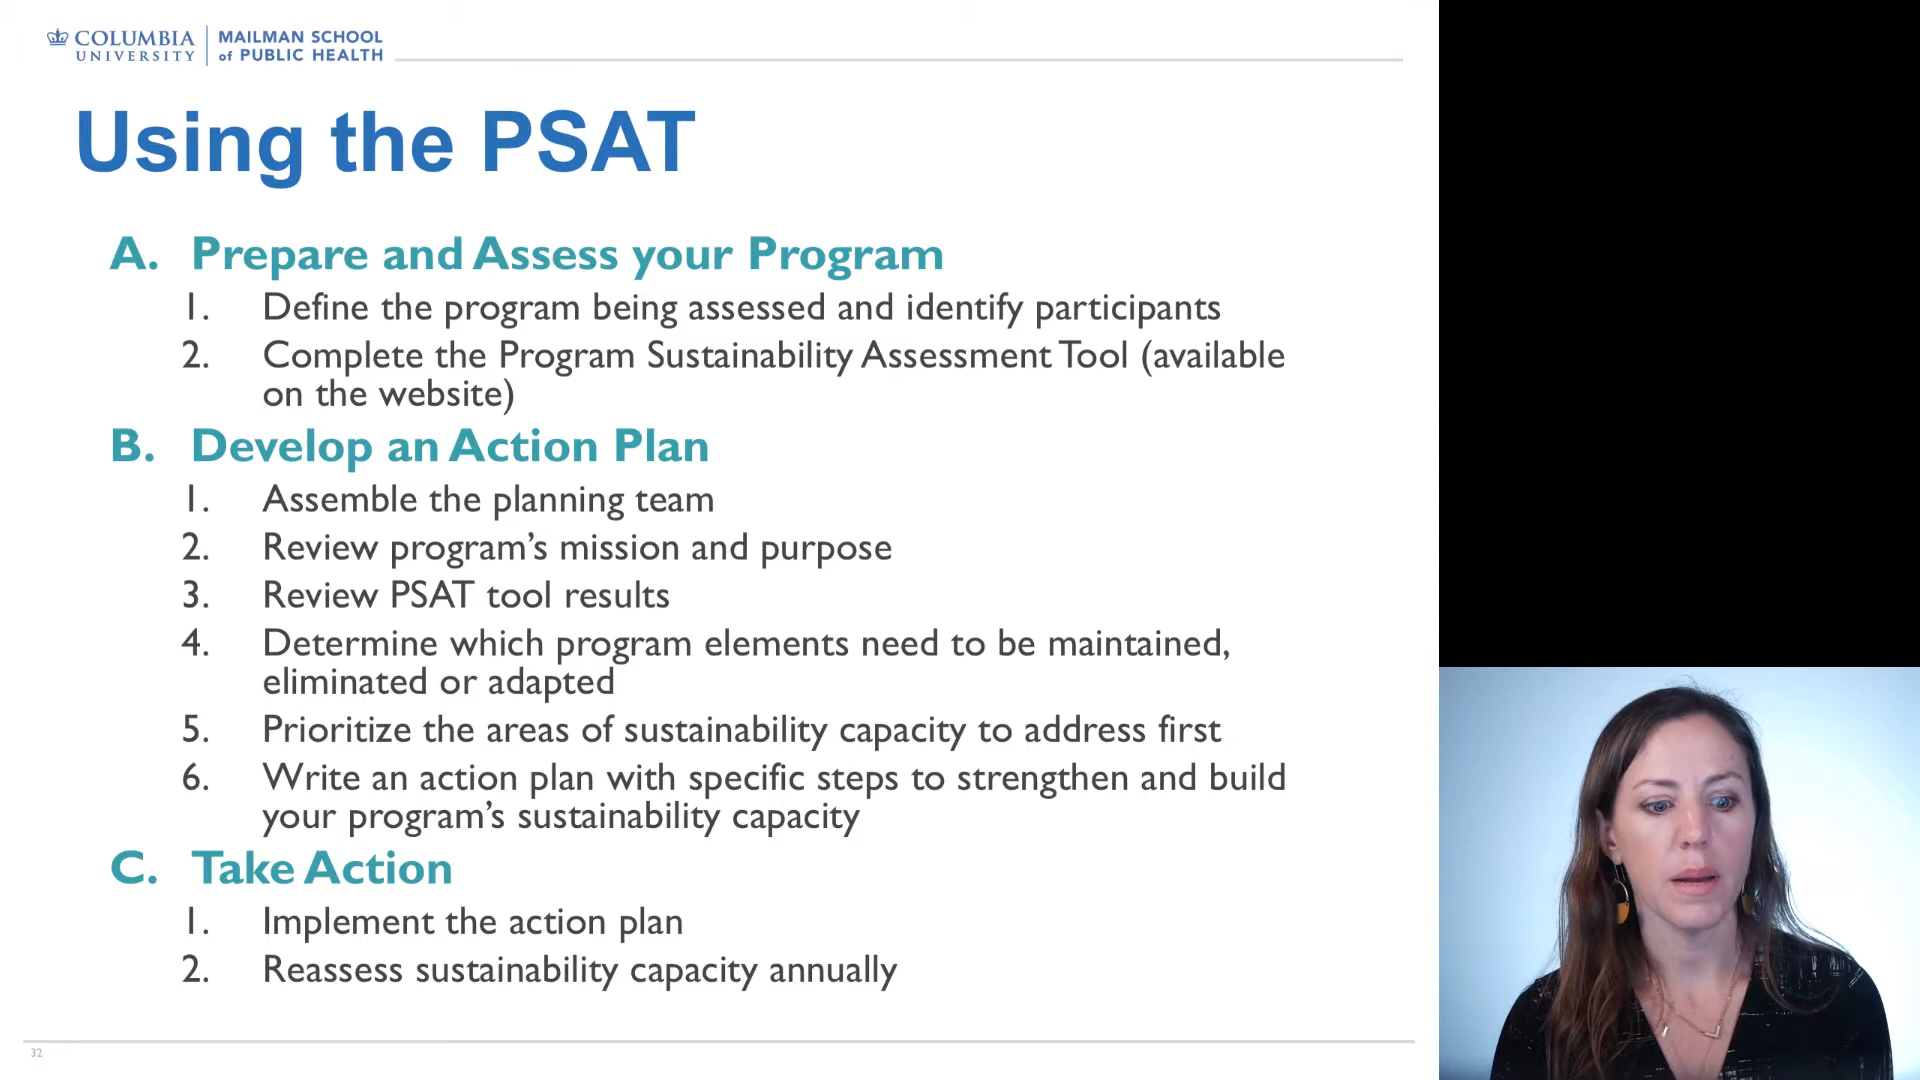 COLUMBIA
UNIVERSITY
MAILMAN SCHOOL
of PUBLIC HEALTH
Using the PSAT
A. Prepare and Assess your Program
1. Define the program being assessed and identify participants
2. Complete the Program Sustainability Assessment Tool (available
on the website)
B. Develop an Action Plan
1. Assemble the planning team
2. Review program’s mission and purpose
3. Review PSAT tool results
4. Determine which program elements need to be maintained,
eliminated or adapted
5. Prioritize the areas of sustainability capacity to address first
6. Write an action plan with specific steps to strengthen and build
your program’s sustainability capacity
C. Take Action
1. Implement the action plan
2. Reassess sustainability capacity annually
32